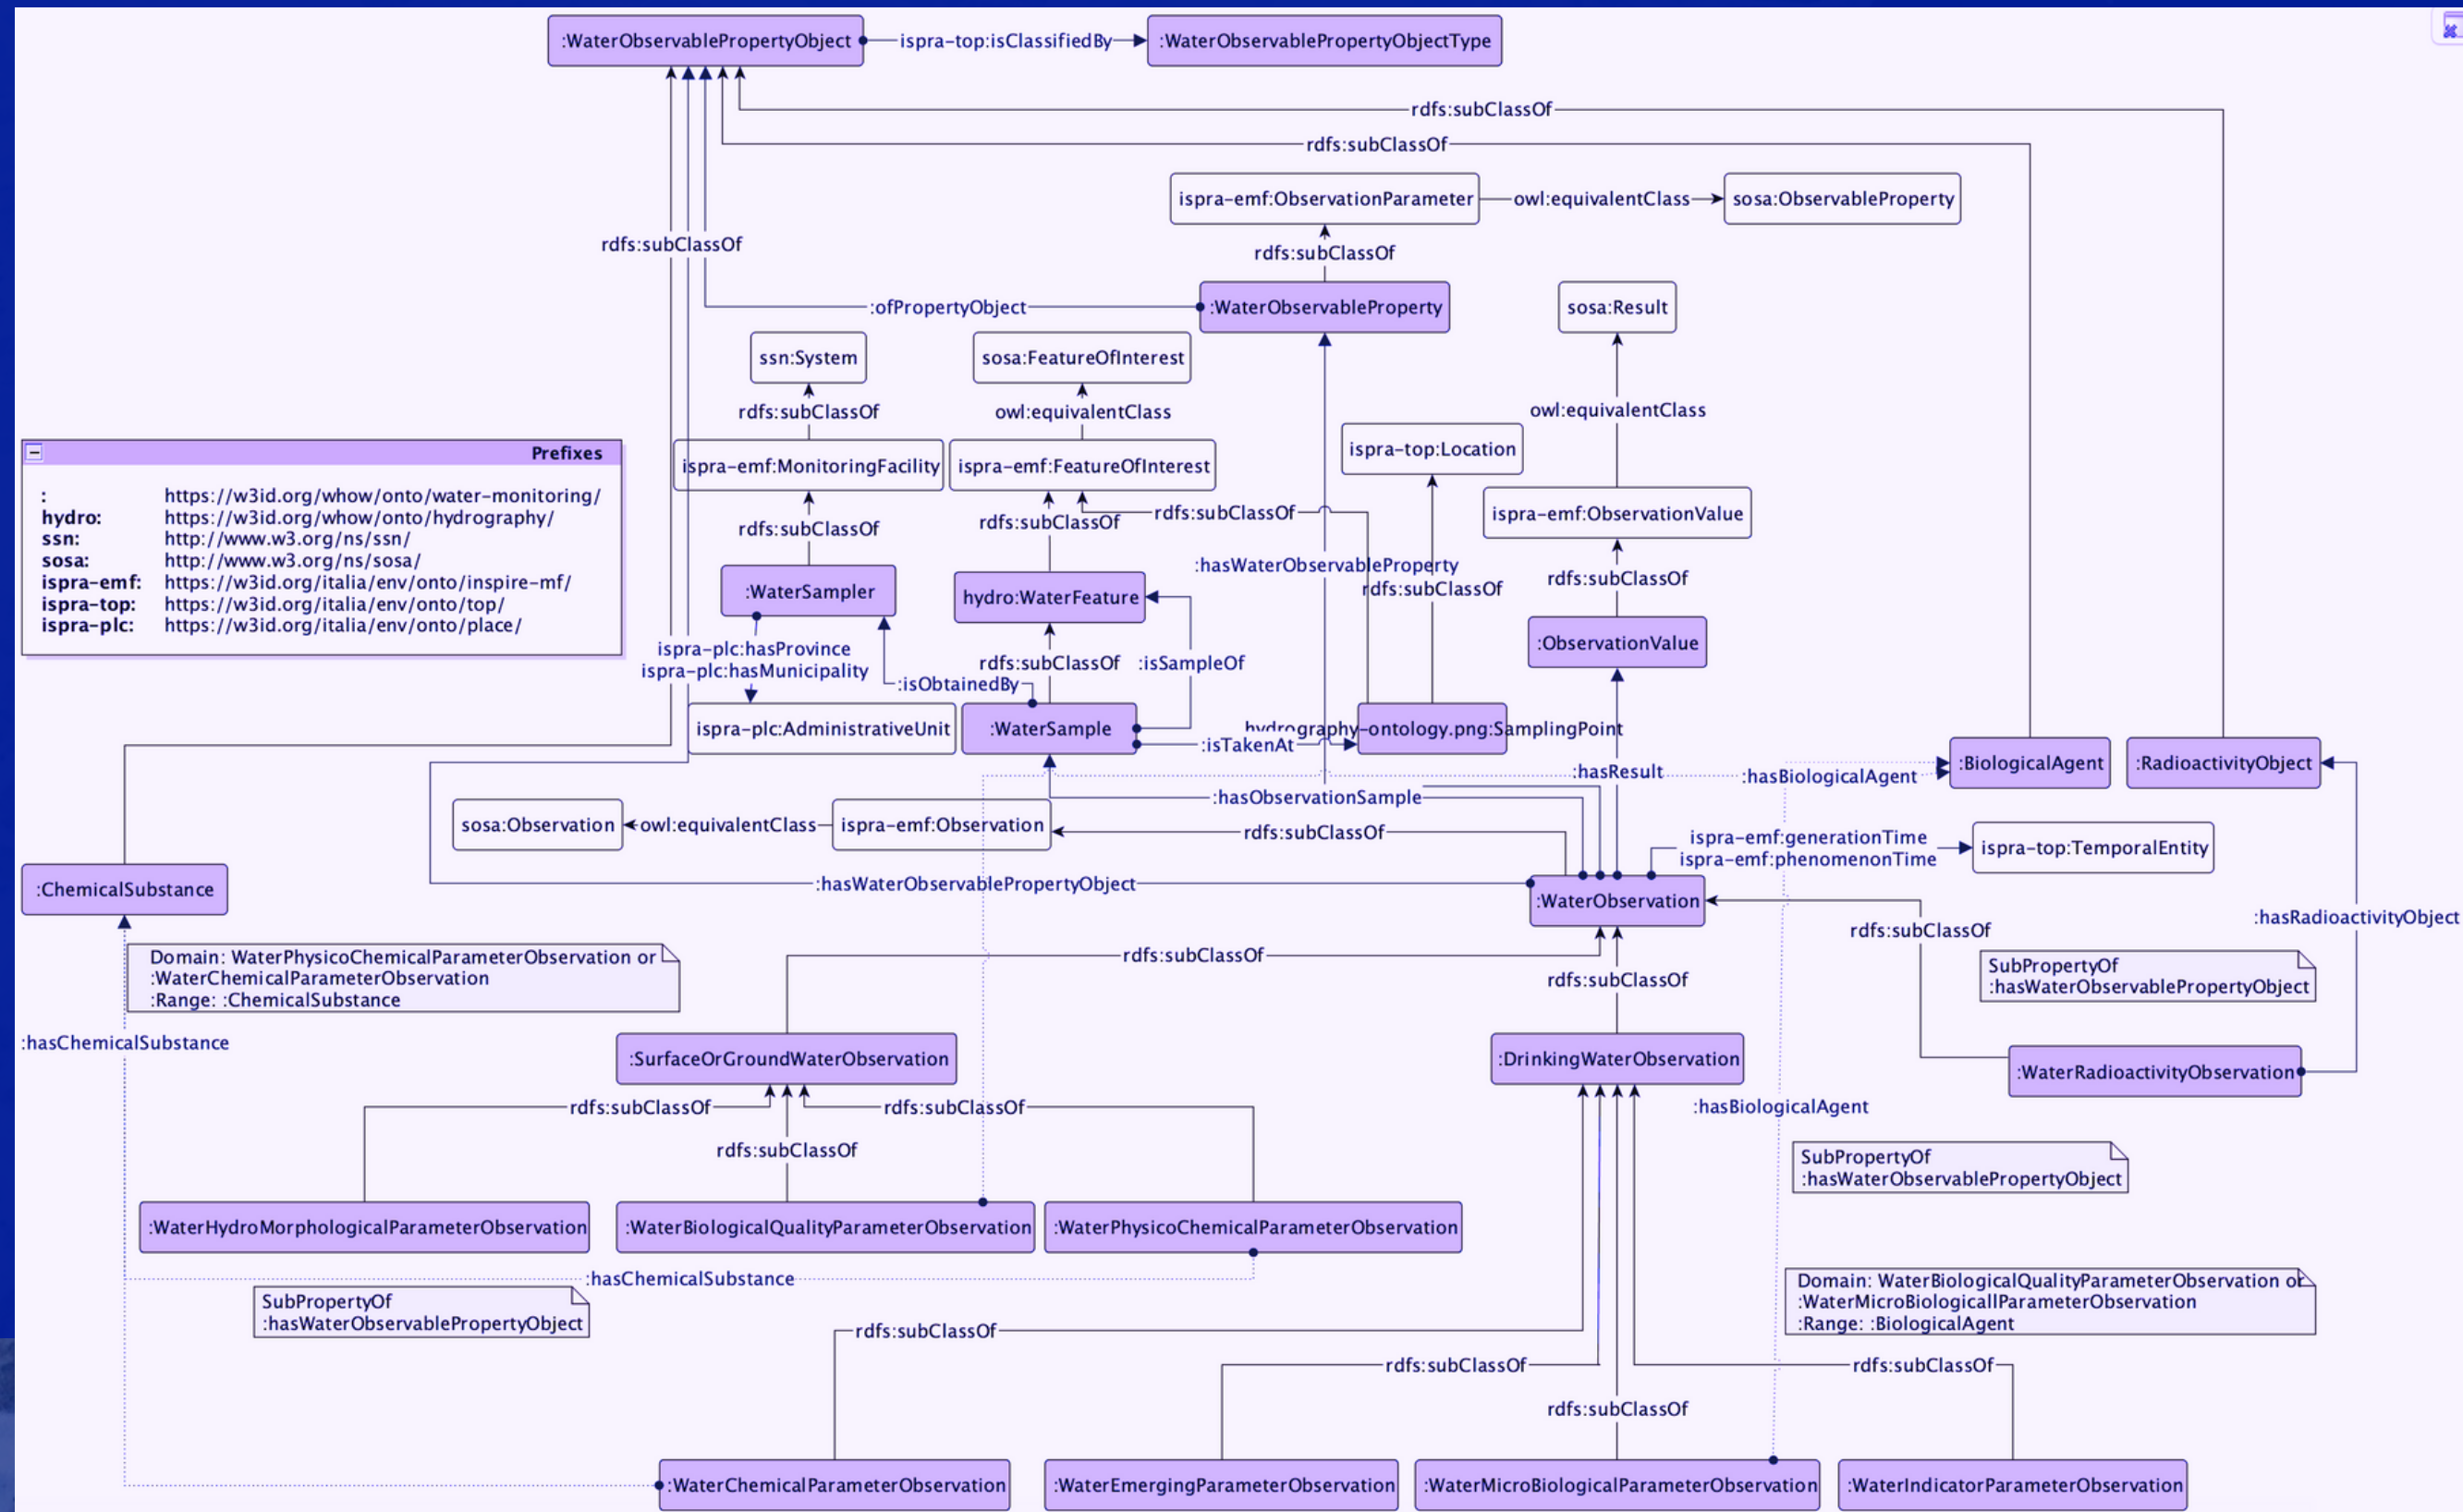 :WaterObservablePropertyObject
ispra-top:isClassifiedBy
:WaterObservablePropertyObjectType
rdfs:subClassOf
rdfs:subClassOf
ispra-emf:ObservationParameter
owl:equivalentClass
sosa:ObservableProperty
rdfs:subClassOf
rdfs:subClassOf
:ofPropertyObject
:WaterObservableProperty
sosa:Result
ssn:System
sosa:FeatureOfInterest
rdfs:subClassOf
owl:equivalentClass
owl:equivalentClass
ispra-top:Location
ispra-emf:MonitoringFacility
ispra-emf:FeatureOfInterest
Prefixes
: https://w3id.org/whow/onto/water-monitoring/
hydro: https://w3id.org/whow/onto/hydrography/
ssn: http://www.w3.org/ns/ssn/
sosa: http://www.w3.org/ns/sosa/
ispra-emf: https://w3id.org/italia/env/onto/inspire-mf/
ispra-top: https://w3id.org/italia/env/onto/top/
ispra-plc: https://w3id.org/italia/env/onto/place/
rdfs:subClassOf
rdfs:subClassOf
rdfs:subClassOf
ispra-emf:ObservationValue
:hasWaterObservableProperty
rdfs:subClassOf
rdfs:subClassOf
:WaterSampler
hydro:WaterFeature
:ObservationValue
ispra-plc:hasProvince
ispra-plc:hasMunicipality
rdfs:subClassOf
:isSampleOf
:isObtainedBy
ispra-plc:AdministrativeUnit
:WaterSample
hydrography-ontology.png:SamplingPoint
:isTakenAt
:BiologicalAgent
:RadioactivityObject
:hasResult
:hasBiologicalAgent
:hasObservationSample
sosa:Observation
owl:equivalentClass
ispra-emf:Observation
rdfs:subClassOf
ispra-emf:generationTime
ispra-emf:phenomenonTime
ispra-top:TemporalEntity
:ChemicalSubstance
:hasWaterObservablePropertyObject
:WaterObservation
:hasRadioactivityObject
rdfs:subClassOf
Domain: WaterPhysicoChemicalParameterObservation or
:WaterChemicalParameterObservation
:Range: :ChemicalSubstance
rdfs:subClassOf
rdfs:subClassOf
SubPropertyOf
:hasWaterObservablePropertyObject
:hasChemicalSubstance
:SurfaceOrGroundWaterObservation
:DrinkingWaterObservation
:WaterRadioactivityObservation
rdfs:subClassOf
rdfs:subClassOf
:hasBiologicalAgent
rdfs:subClassOf
SubPropertyOf
:hasWaterObservablePropertyObject
:WaterHydroMorphologicalParameterObservation
:WaterBiologicalQualityParameterObservation
:WaterPhysicoChemicalParameterObservation
:hasChemicalSubstance
SubPropertyOf
:hasWaterObservablePropertyObject
Domain: WaterBiologicalQualityParameterObservation or
:WaterMicroBiologicallParameterObservation
:Range: :BiologicalAgent
rdfs:subClassOf
rdfs:subClassOf
rdfs:subClassOf
rdfs:subClassOf
:WaterChemicalParameterObservation
:WaterEmergingParameterObservation
:WaterMicroBiologicalParameterObservation
:WaterIndicatorParameterObservation